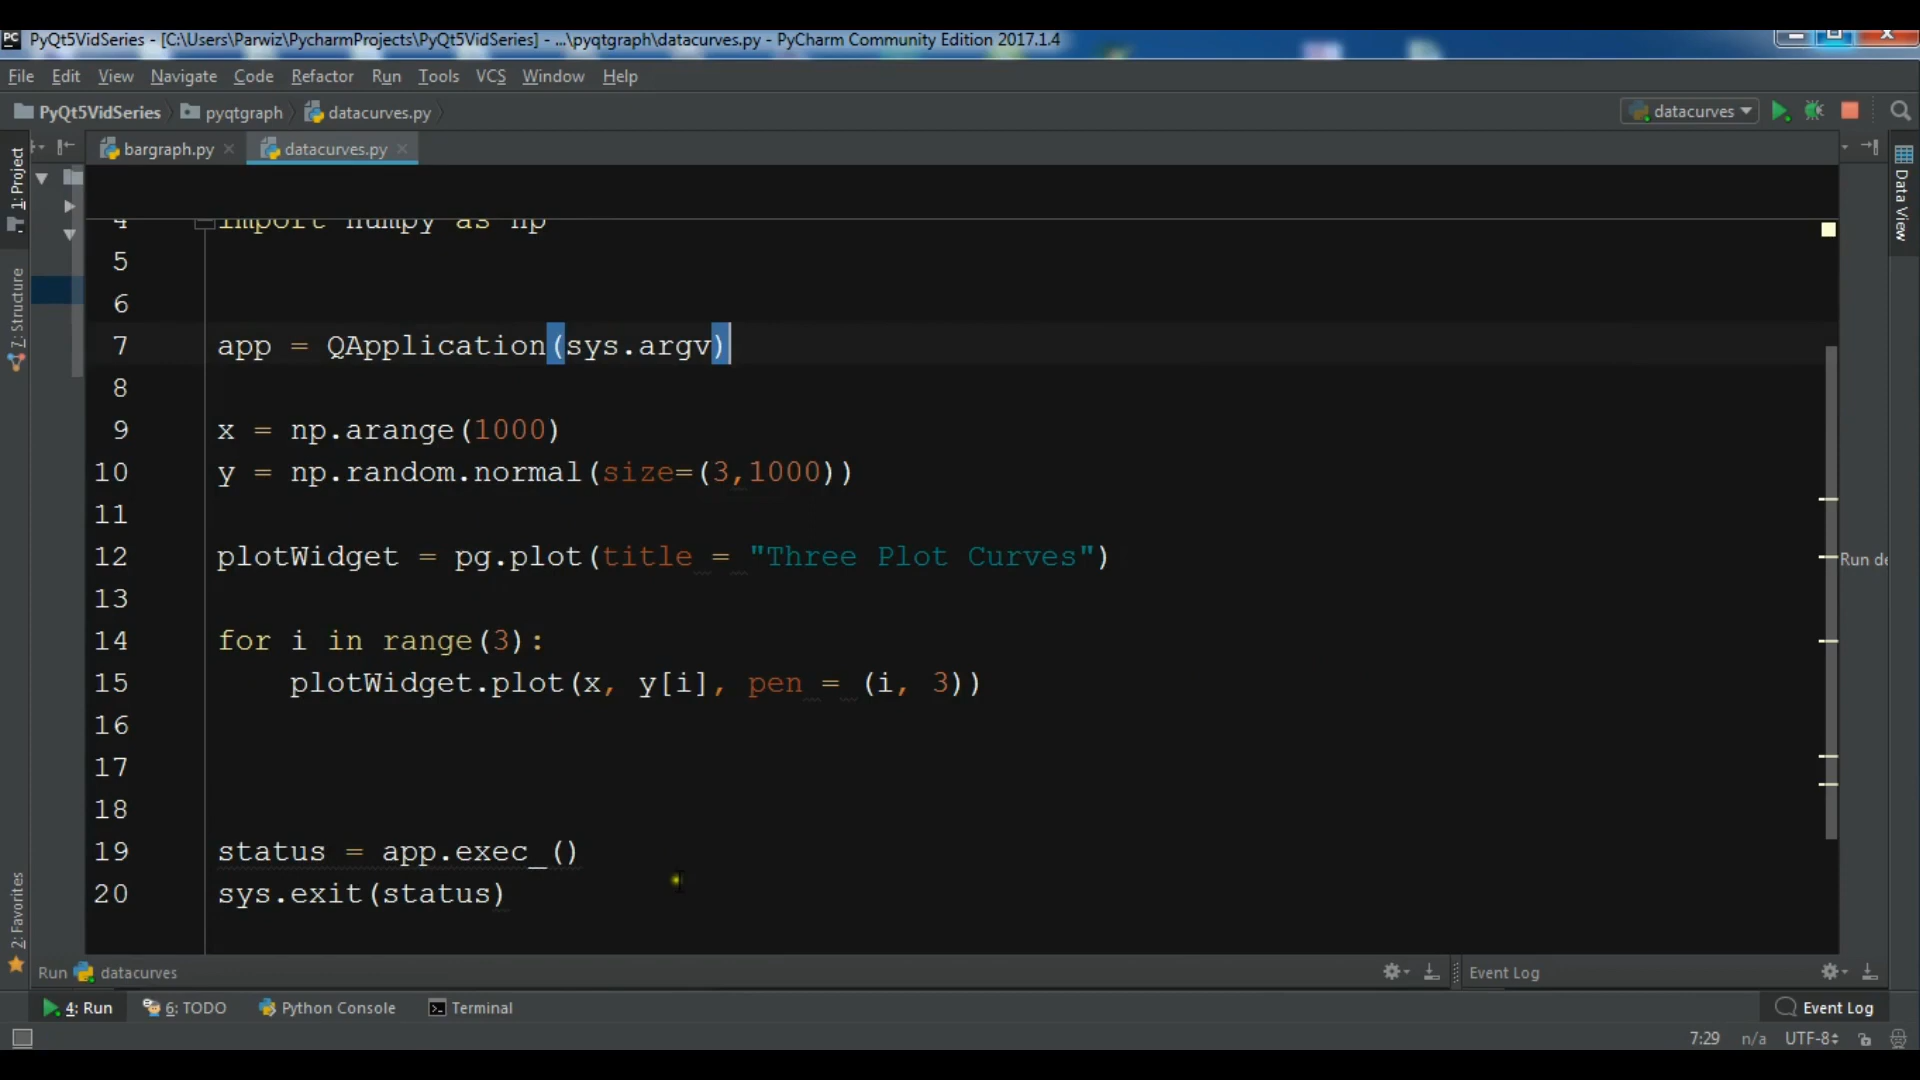 PyQt5VidSeries - [C:\Users\Parwiz\PycharmProjects\PyQt5VidSeries] - ...\pyqtgraph\datacurves.py - PyCharm Community Edition 2017.1.4
File Edit View Navigate Code Refactor Run Tools VCS Window Help
PyQt5VidSeries pyqtgraph datacurves.py datacurves
bargraph.py datacurves.py
1: Project
7: Structure
2: Favorites
Data View
4 import numpy as np
5
6
7 app = QApplication(sys.argv)
8
9 x = np.arange(1000)
10 y = np.random.normal(size=(3,1000))
11
12 plotWidget = pg.plot(title = "Three Plot Curves")
13
14 for i in range(3):
15 plotWidget.plot(x, y[i], pen = (i, 3))
16
17
18
19 status = app.exec_()
20 sys.exit(status)
Run de
Run datacurves Event Log
4: Run 6: TODO Python Console Terminal Event Log
7:29 n/a UTF-8